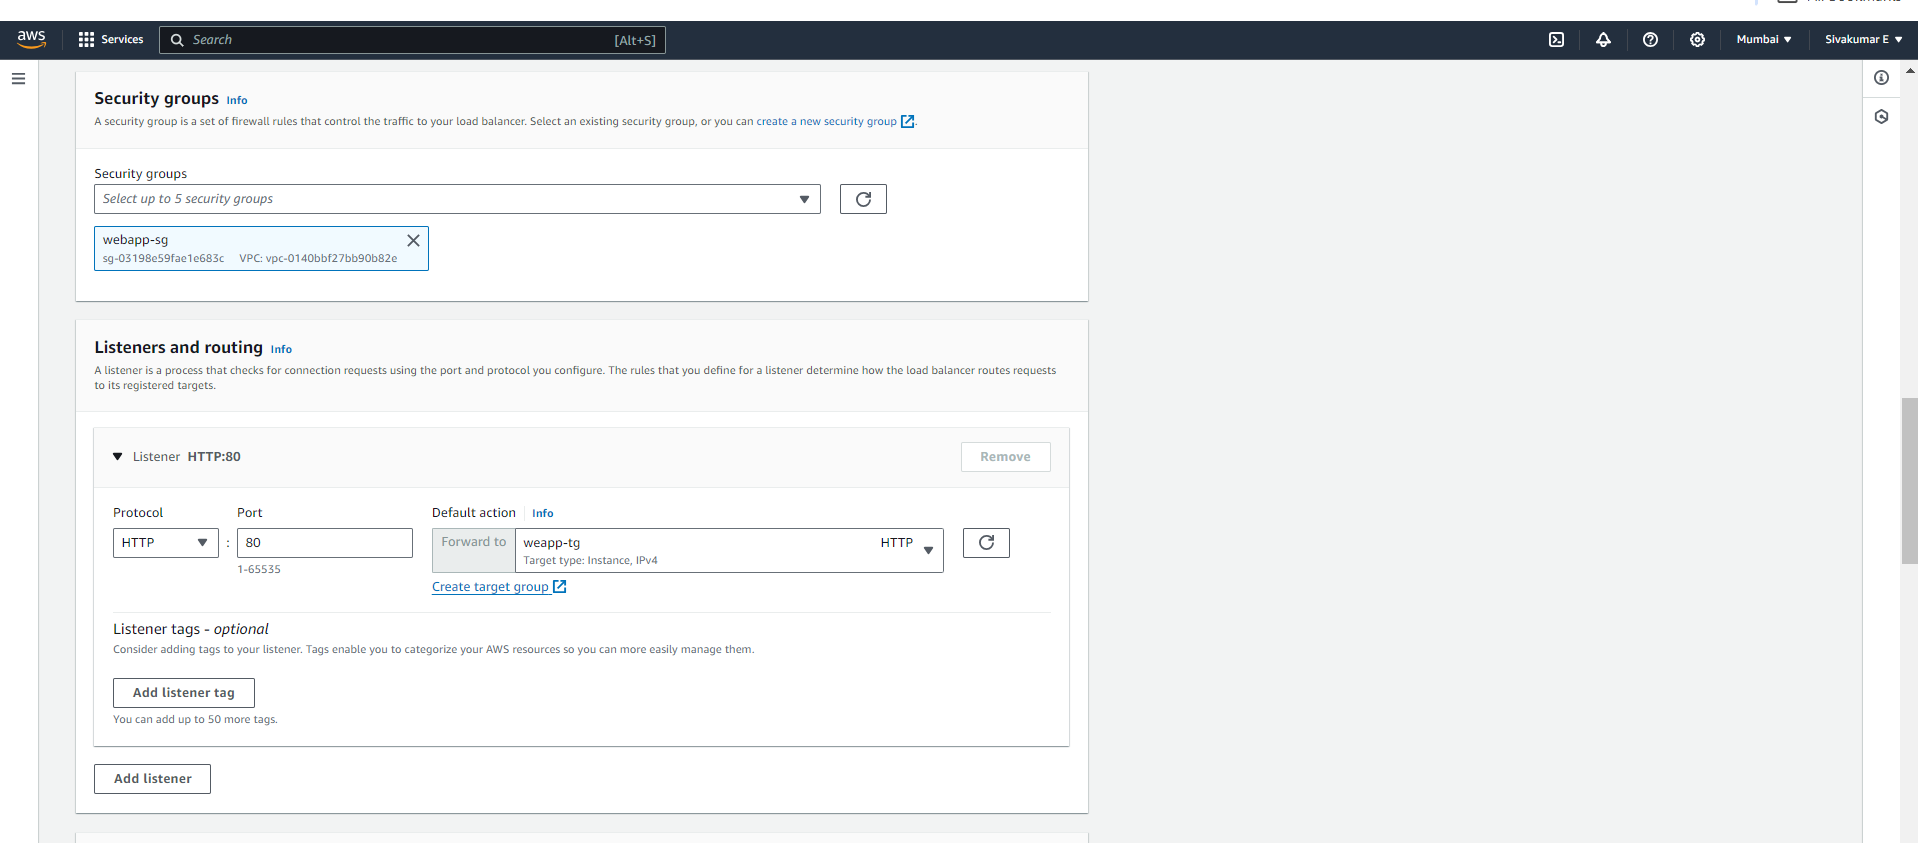 aws Services Search [Alt+S] Mumbai Sivakumar E
Security groups Info
A security group is a set of firewall rules that control the traffic to your load balancer. Select an existing security group, or you can create a new security group.
Security groups
Select up to 5 security groups
webapp-sg
sg-03198e59fae1e683c VPC: vpc-0140bbf27bb90b82e
Listeners and routing Info
A listener is a process that checks for connection requests using the port and protocol you configure. The rules that you define for a listener determine how the load balancer routes requests
to its registered targets.
Listener HTTP:80 Remove
Protocol Port Default action Info
HTTP : 80 Forward to weapp-tg HTTP
Target type: Instance, IPv4
1-65535
Create target group
Listener tags - optional
Consider adding tags to your listener. Tags enable you to categorize your AWS resources so you can more easily manage them.
Add listener tag
You can add up to 50 more tags.
Add listener